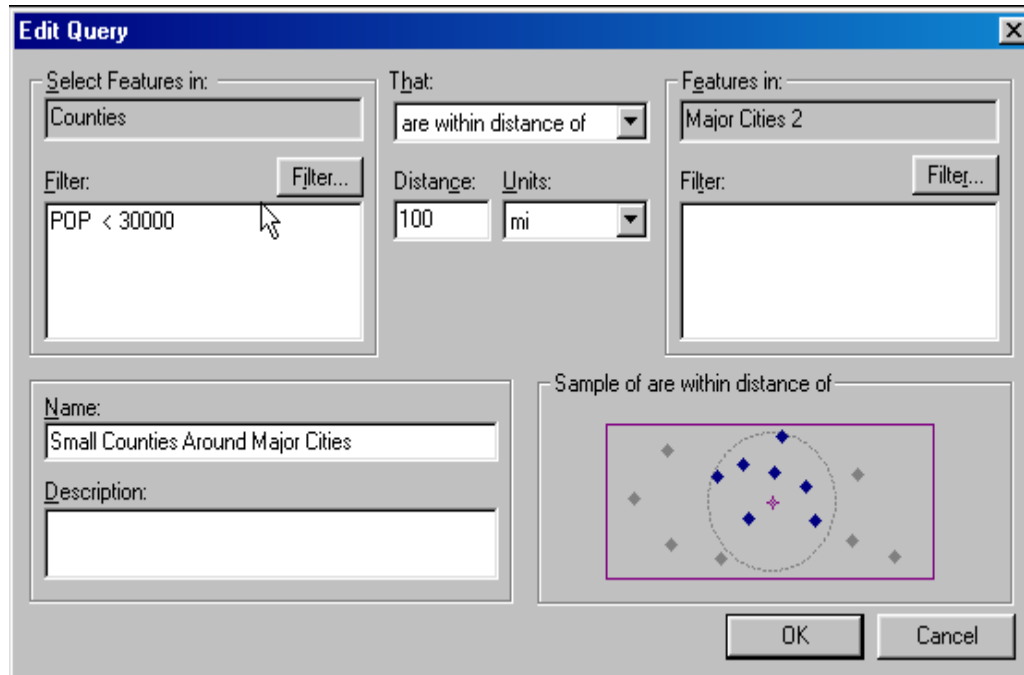 Edit Query
Select Features in:
Counties
Filter:
Filter...
POP < 30000
That:
are within distance of
Distance:
Units:
100
mi
Features in:
Major Cities 2
Filter:
Filter...
Name:
Small Counties Around Major Cities
Description:
Sample of are within distance of
OK
Cancel